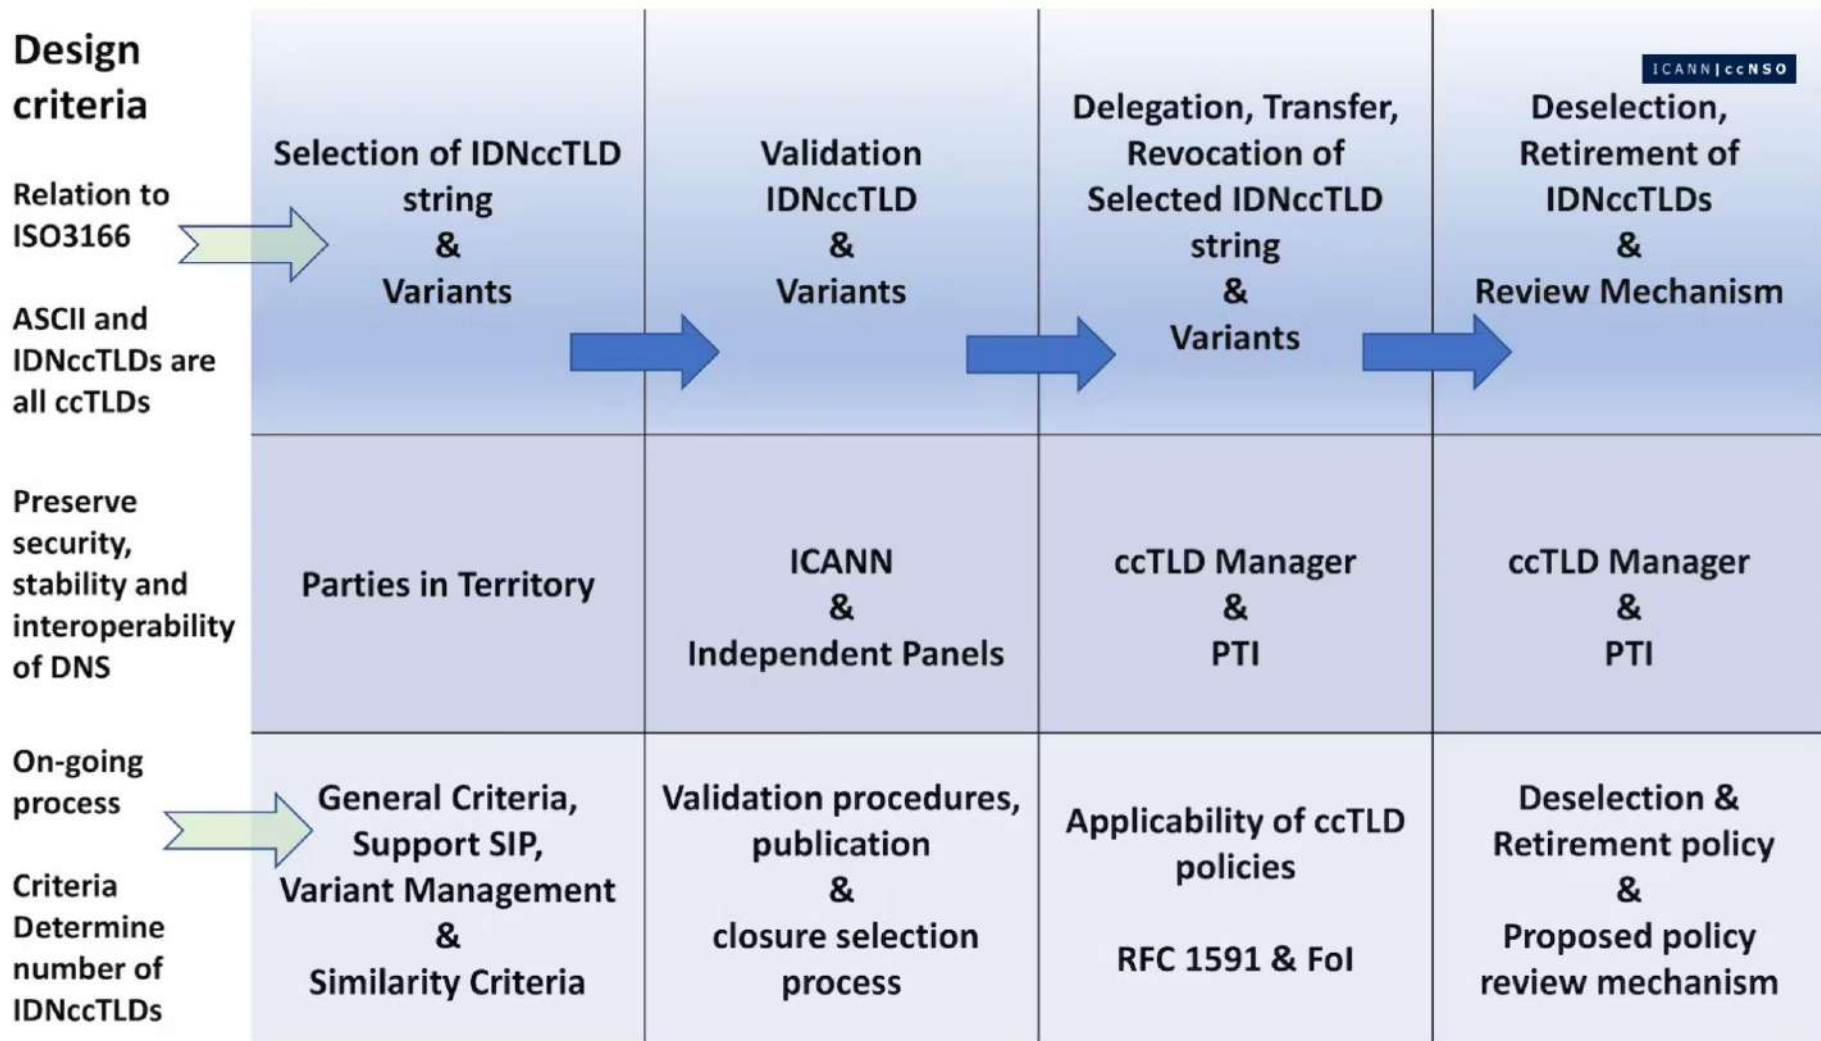 Design
criteria
Relation to
ISO3166
ASCII and
IDNccTLDs are
all ccTLDs
Preserve
security,
stability and
interoperability
of DNS
On-going
process
Criteria
Determine
number of
IDNccTLDs
ICANN|ccNSO
Selection of IDNccTLD
string
&
Variants
Validation
IDNccTLD
&
Variants
Delegation, Transfer,
Revocation of
Selected IDNccTLD
string
&
Variants
Deselection,
Retirement of
IDNccTLDs
&
Review Mechanism
Parties in Territory
ICANN
&
Independent Panels
ccTLD Manager
&
PTI
ccTLD Manager
&
PTI
General Criteria,
Support SIP,
Variant Management
&
Similarity Criteria
Validation procedures,
publication
&
closure selection
process
Applicability of ccTLD
policies
RFC 1591 & FoI
Deselection &
Retirement policy
&
Proposed policy
review mechanism